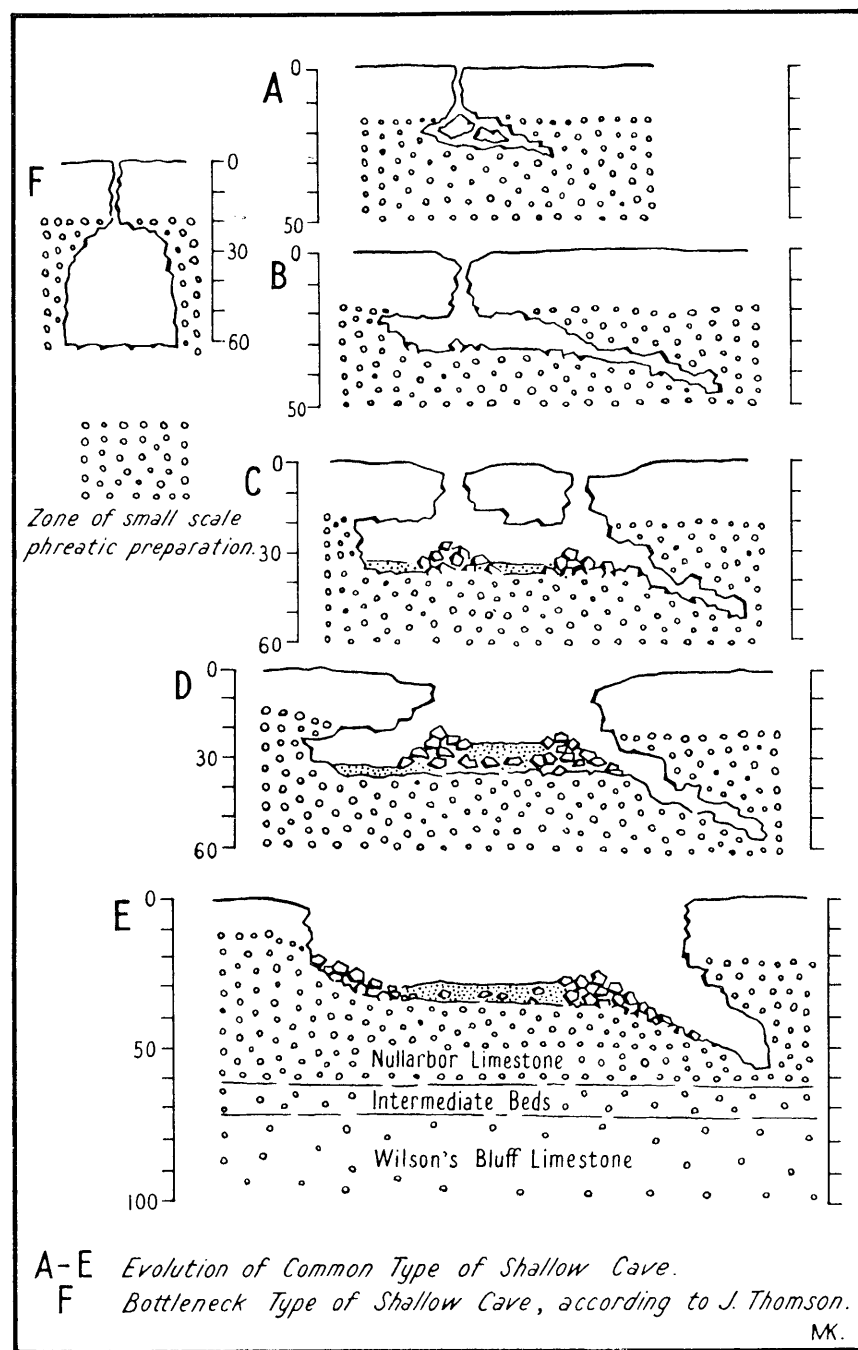 A
0
50
F
0
30
60
B
0
50
Zone of small scale
phreatic preparation.
C
0
30
60
D
0
30
60
E
0
50
100
Nullarbor Limestone
Intermediate Beds
Wilson's Bluff Limestone
A-E Evolution of Common Type of Shallow Cave.
F Bottleneck Type of Shallow Cave, according to J. Thomson.
MK.